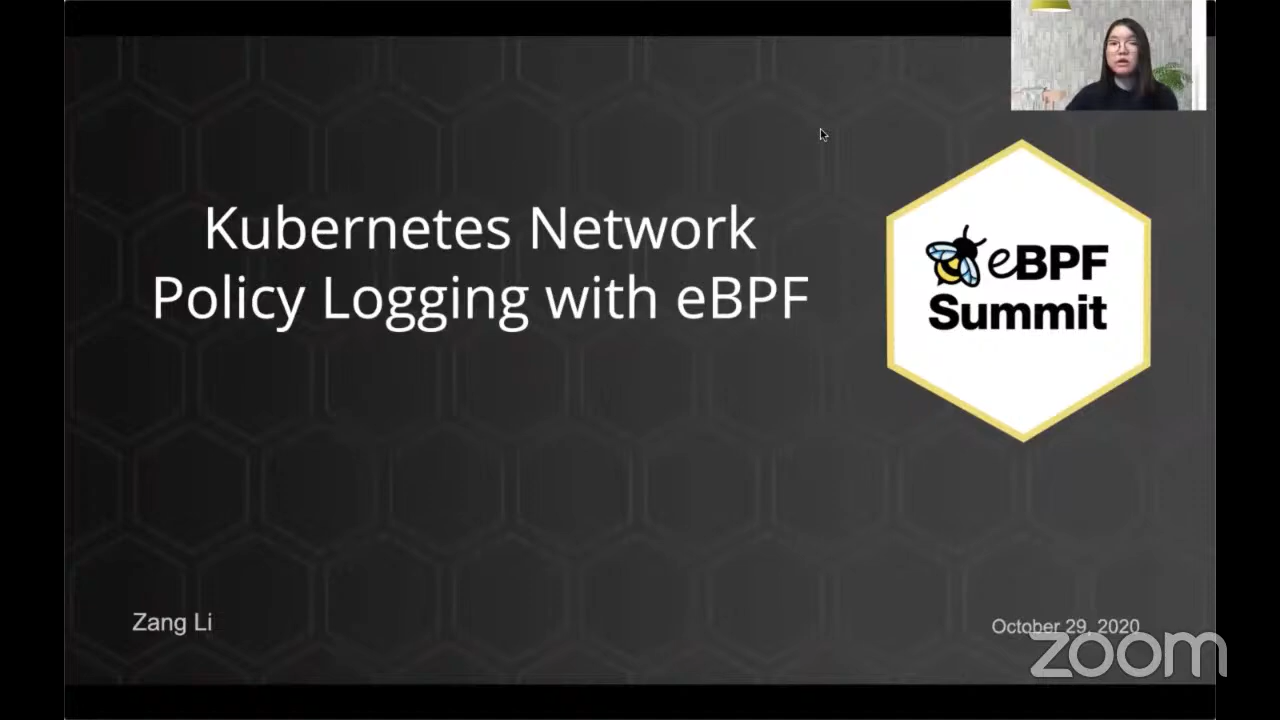 Kubernetes Network
Policy Logging with eBPF
eBPF
Summit
Zang Li
October 29, 2020
zoom